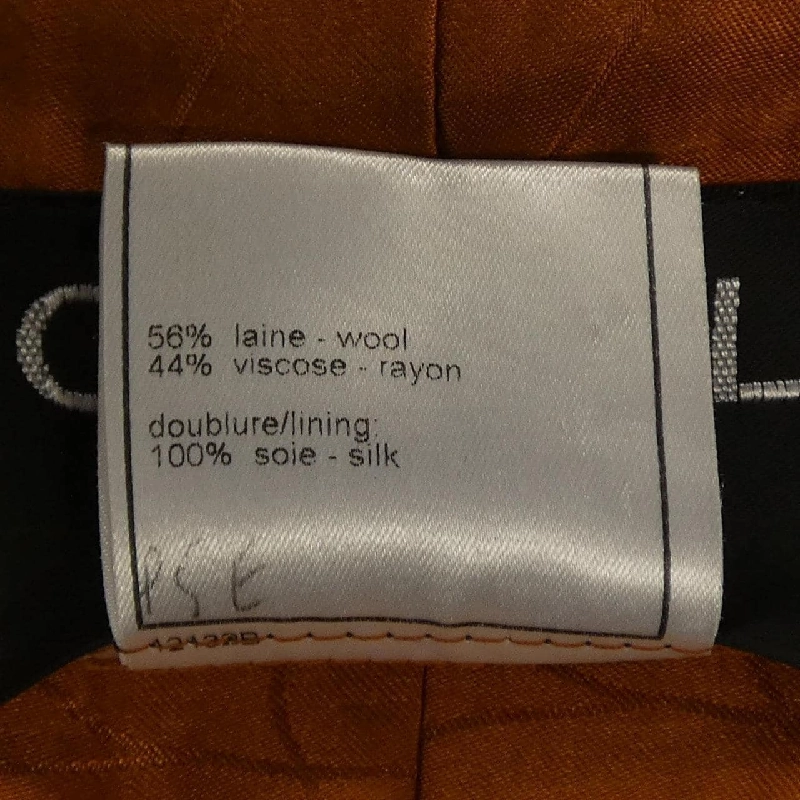 56% laine - wool
44% viscose - rayon
doublure/lining:
100% soie - silk